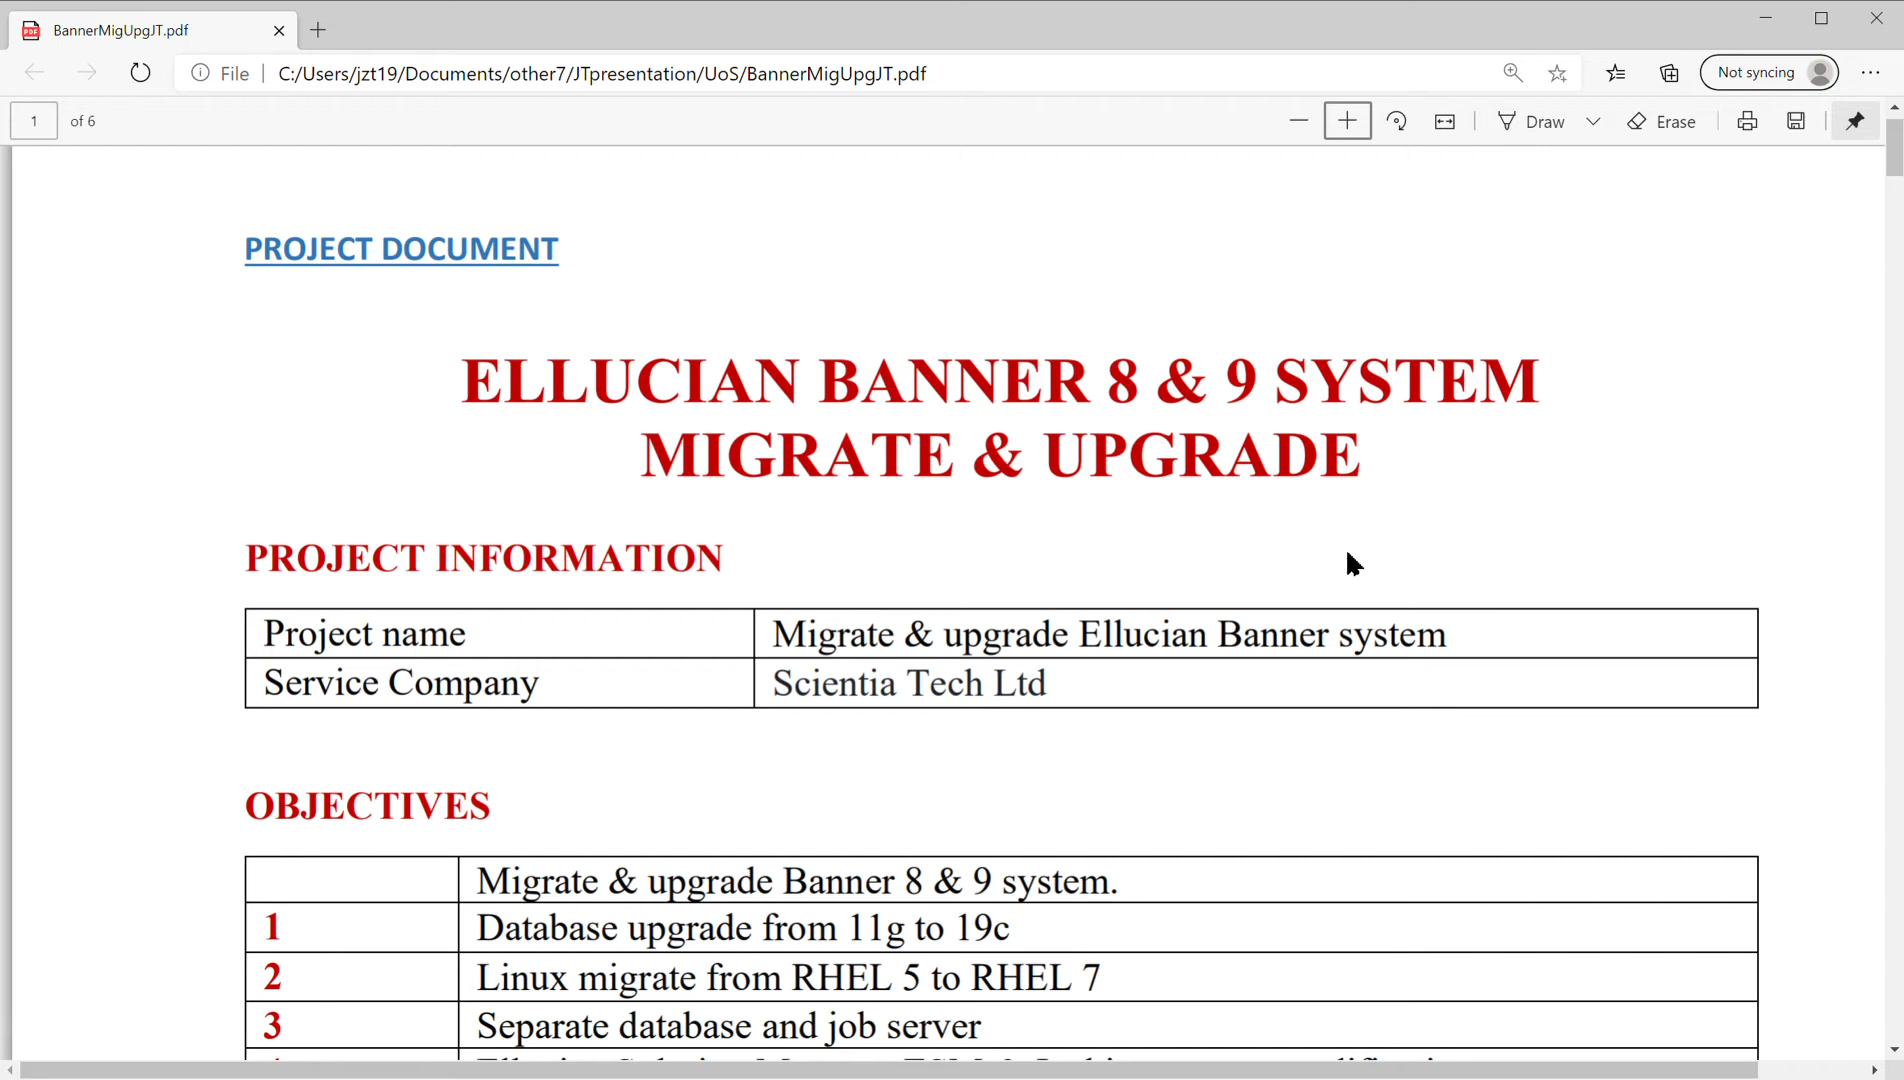 BannerMigUpgJT.pdf
File
C:/Users/jzt19/Documents/other7/JTpresentation/UoS/BannerMigUpgJT.pdf
Not syncing
1 of 6
Draw
Erase
PROJECT DOCUMENT
ELLUCIAN BANNER 8 & 9 SYSTEM
MIGRATE & UPGRADE
PROJECT INFORMATION
Project name Migrate & upgrade Ellucian Banner system
Service Company Scientia Tech Ltd
OBJECTIVES
Migrate & upgrade Banner 8 & 9 system.
1 Database upgrade from 11g to 19c
2 Linux migrate from RHEL 5 to RHEL 7
3 Separate database and job server